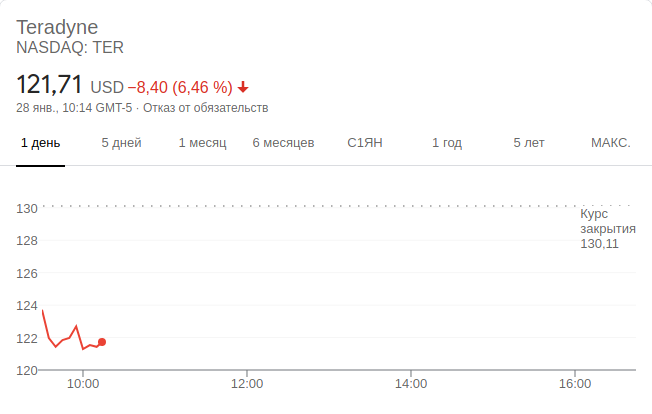 Teradyne
NASDAQ: TER
121,71 USD −8,40 (6,46 %)
28 янв., 10:14 GMT-5 · Отказ от обязательств
1 день 5 дней 1 месяц 6 месяцев С1ЯН 1 год 5 лет МАКС.
130
Курс
закрытия
130,11
128
126
124
122
120
10:00 12:00 14:00 16:00